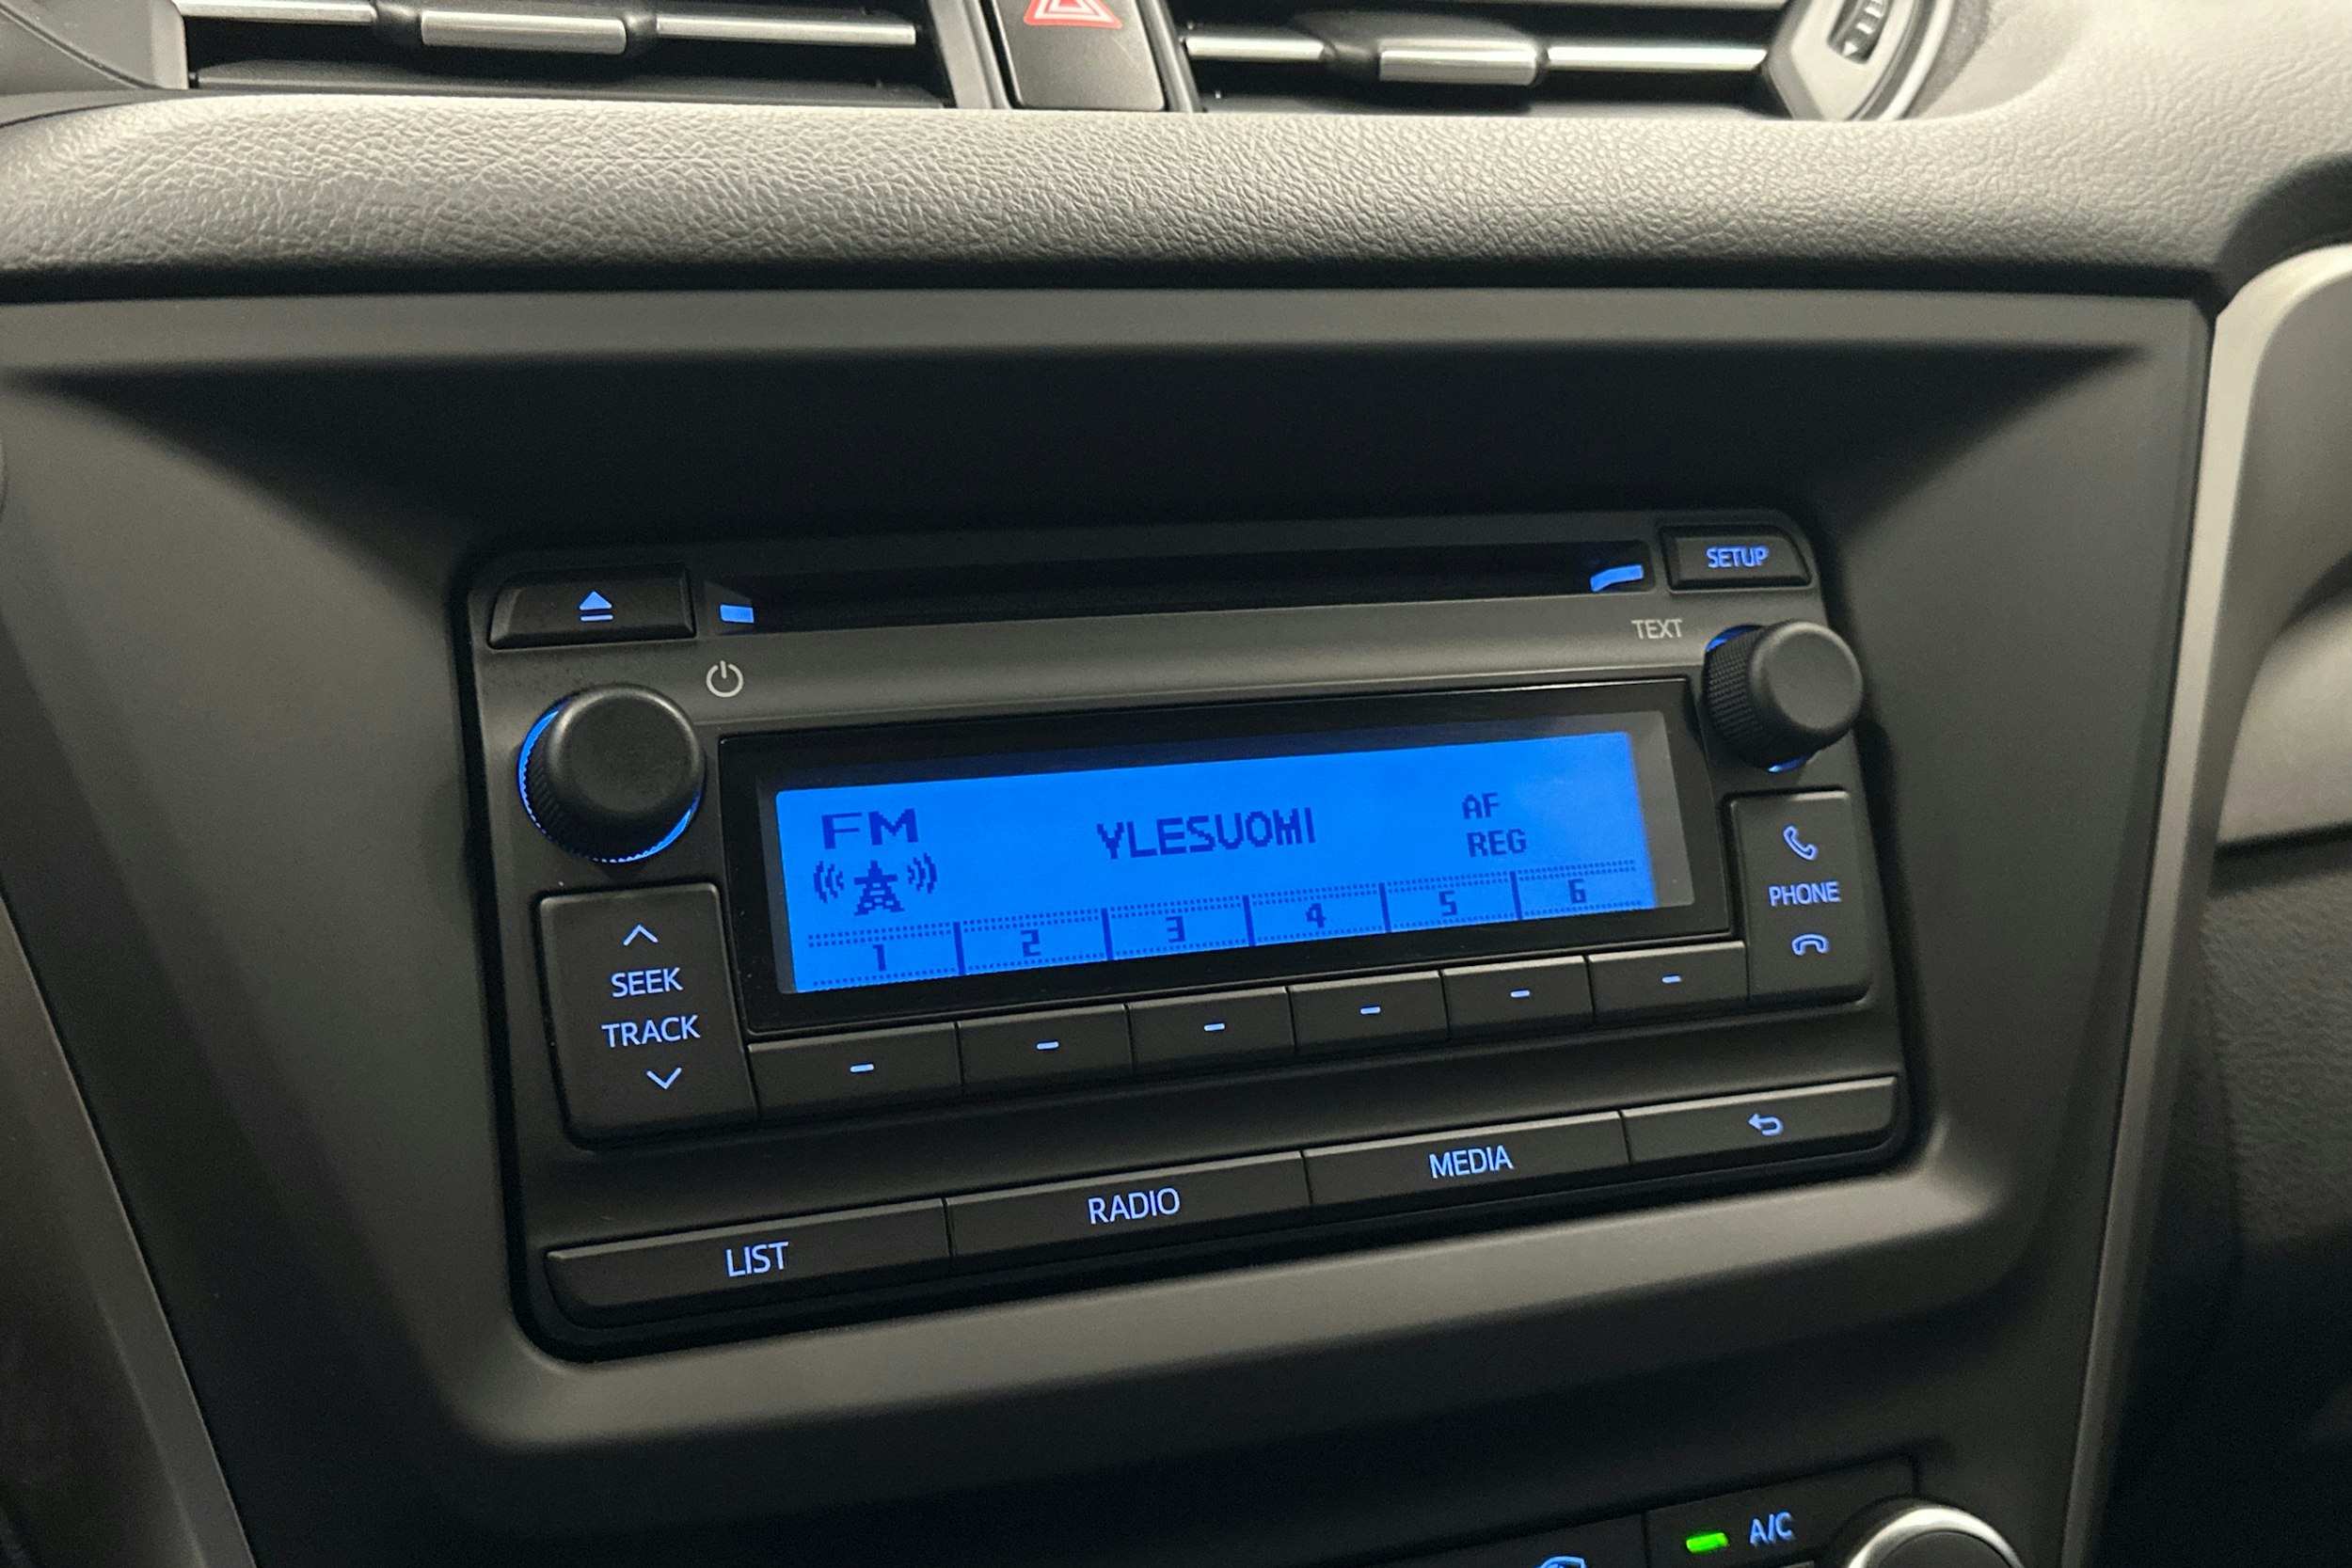 SETUP
TEXT
FM
YLESUOMI
AF
REG
1 2 3 4 5 6
SEEK
TRACK
PHONE
LIST
RADIO
MEDIA
A/C